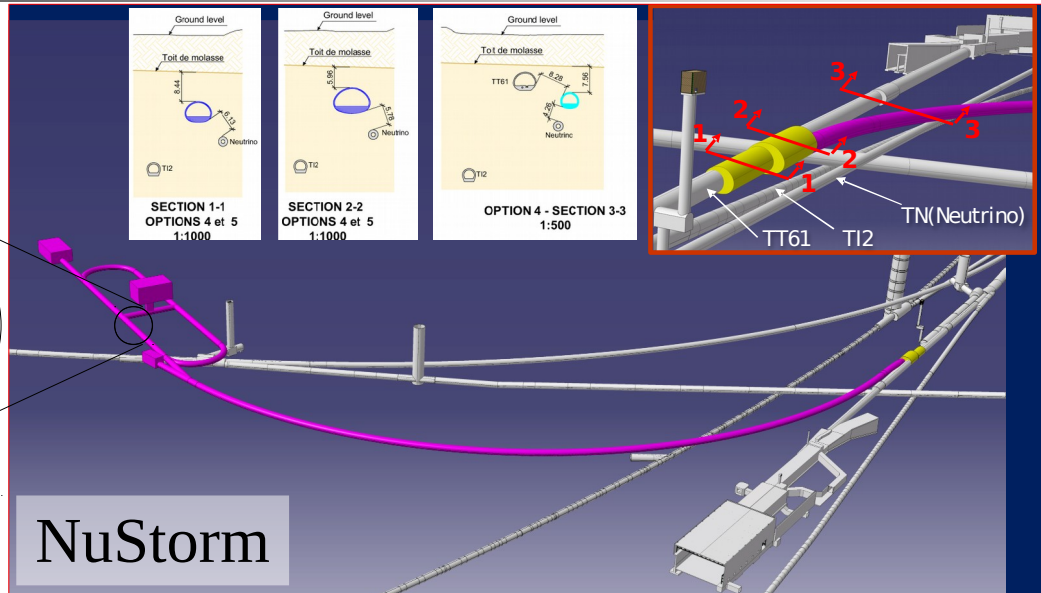 Ground level
Toit de molasse
8.44
6.13
Neutrino
TI2
SECTION 1-1
OPTIONS 4 et 5
1:1000
Ground level
Toit de molasse
5.96
5.78
Neutrino
TI2
SECTION 2-2
OPTIONS 4 et 5
1:1000
Ground level
Toit de molasse
TT61
8.28
7.56
4.26
Neutrino
TI2
OPTION 4 - SECTION 3-3
1:500
3
3
2
2
1
1
TN(Neutrino)
TT61
TI2
NuStorm